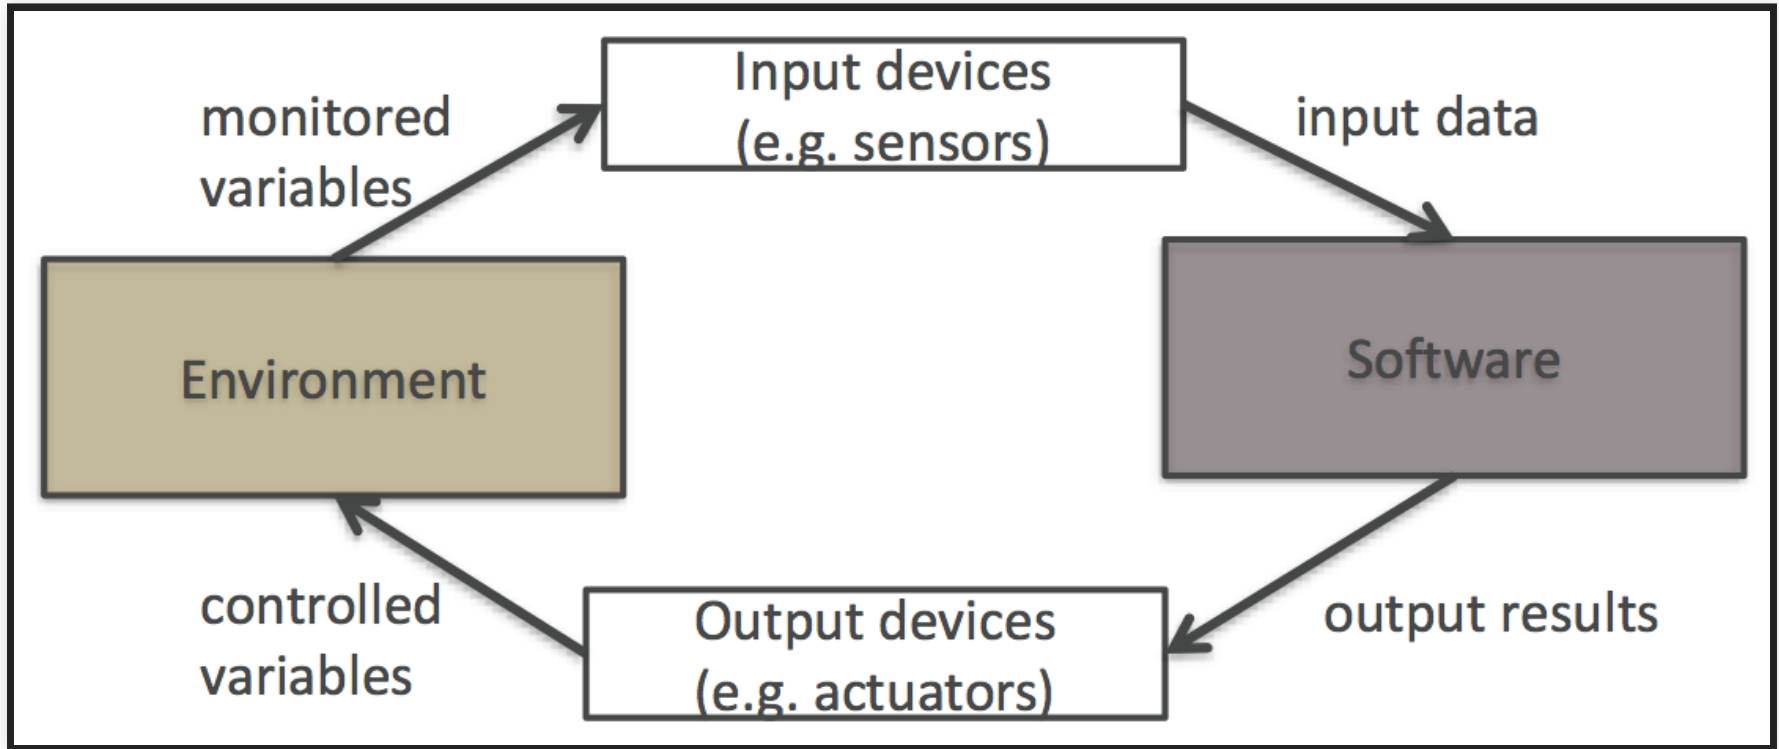 Input devices
(e.g. sensors)
monitored
variables
input data
Environment
Software
controlled
variables
Output devices
(e.g. actuators)
output results